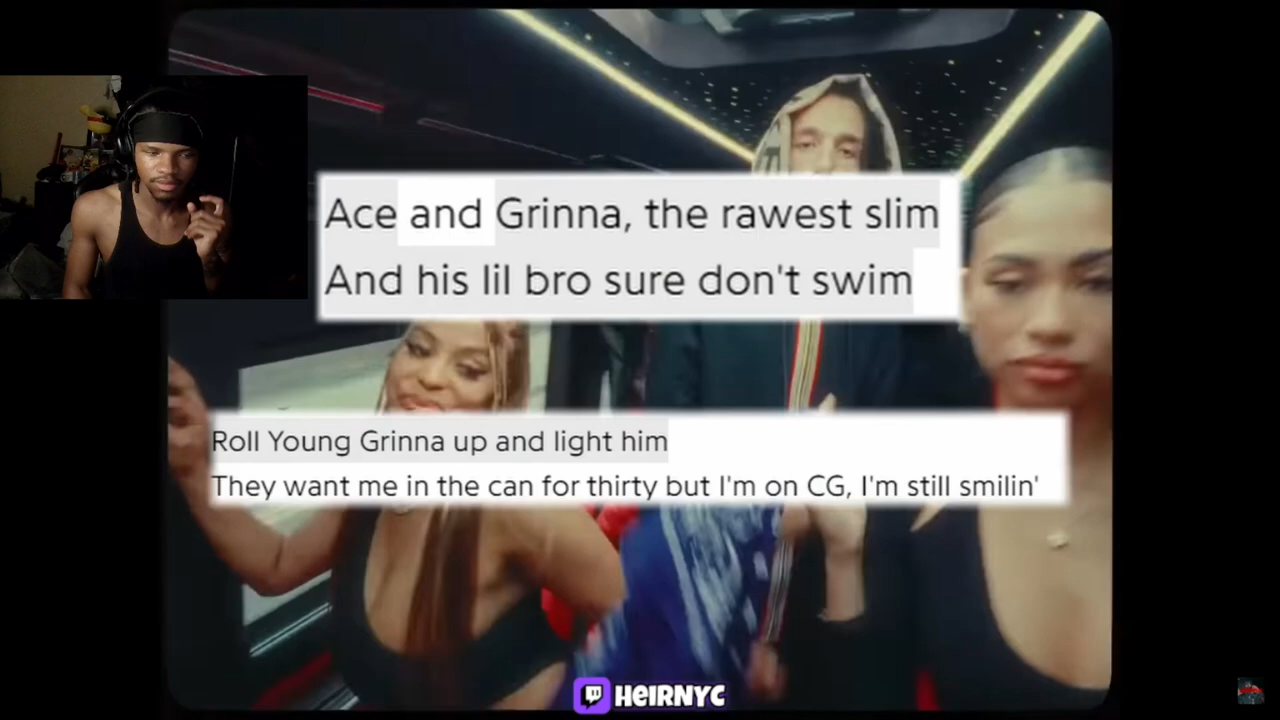 Ace and Grinna, the rawest slim
And his lil bro sure don't swim
Roll Young Grinna up and light him
They want me in the can for thirty but I'm on CG, I'm still smilin'
HEIRNYC